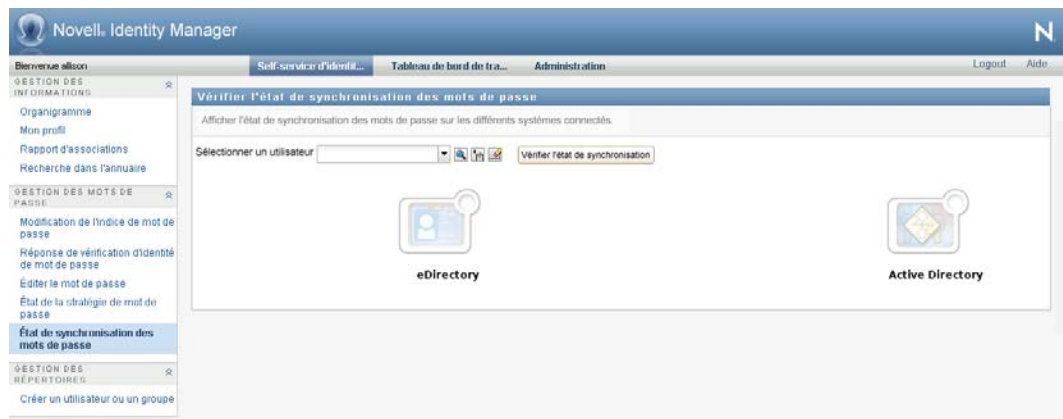 Novell® Identity Manager
N
Bienvenue allison
Self-service d'identit...
Tableau de bord de tra...
Administration
Logout
Aide
GESTION DES
INFORMATIONS
Organigramme
Mon profil
Rapport d'associations
Recherche dans l'annuaire
GESTION DES MOTS DE
PASSE
Modification de l'indice de mot de
passe
Réponse de vérification d'identité
de mot de passe
Éditer le mot de passe
État de la stratégie de mot de
passe
État de synchronisation des
mots de passe
GESTION DES
RÉPERTOIRES
Créer un utilisateur ou un groupe
Vérifier l'état de synchronisation des mots de passe
Afficher l'état de synchronisation des mots de passe sur les différents systèmes connectés.
Sélectionner un utilisateur
Vérifier l'état de synchronisation
eDirectory
Active Directory